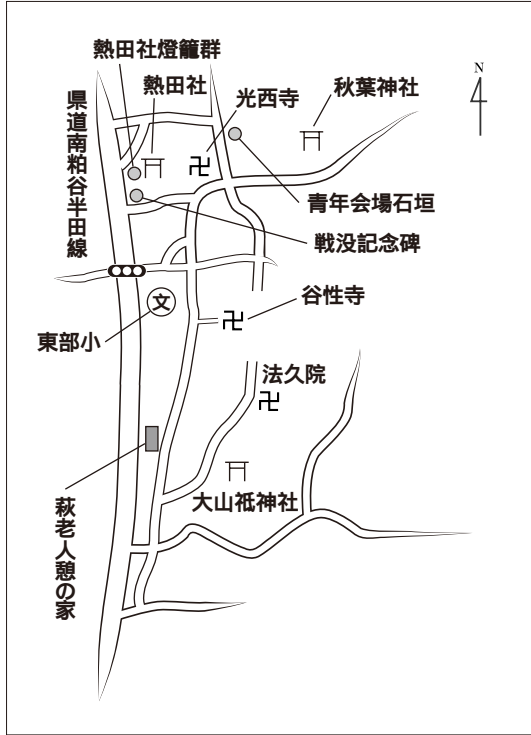 熱田社燈籠群
熱田社
光西寺
秋葉神社
N
県道南粕谷半田線
青年会場石垣
戦没記念碑
文
谷性寺
東部小
法久院
大山祇神社
萩老人憩の家